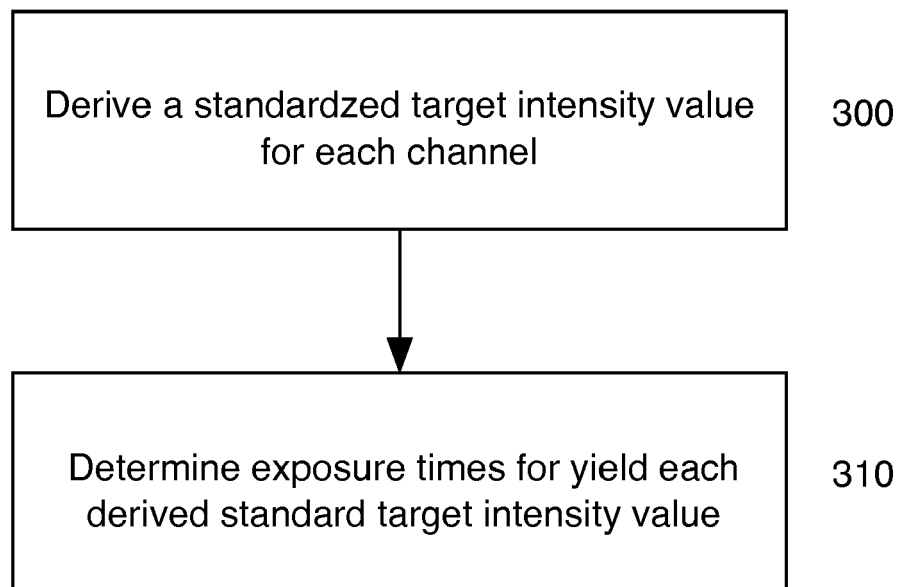 Derive a standardzed target intensity value
for each channel
300
Determine exposure times for yield each
derived standard target intensity value
310